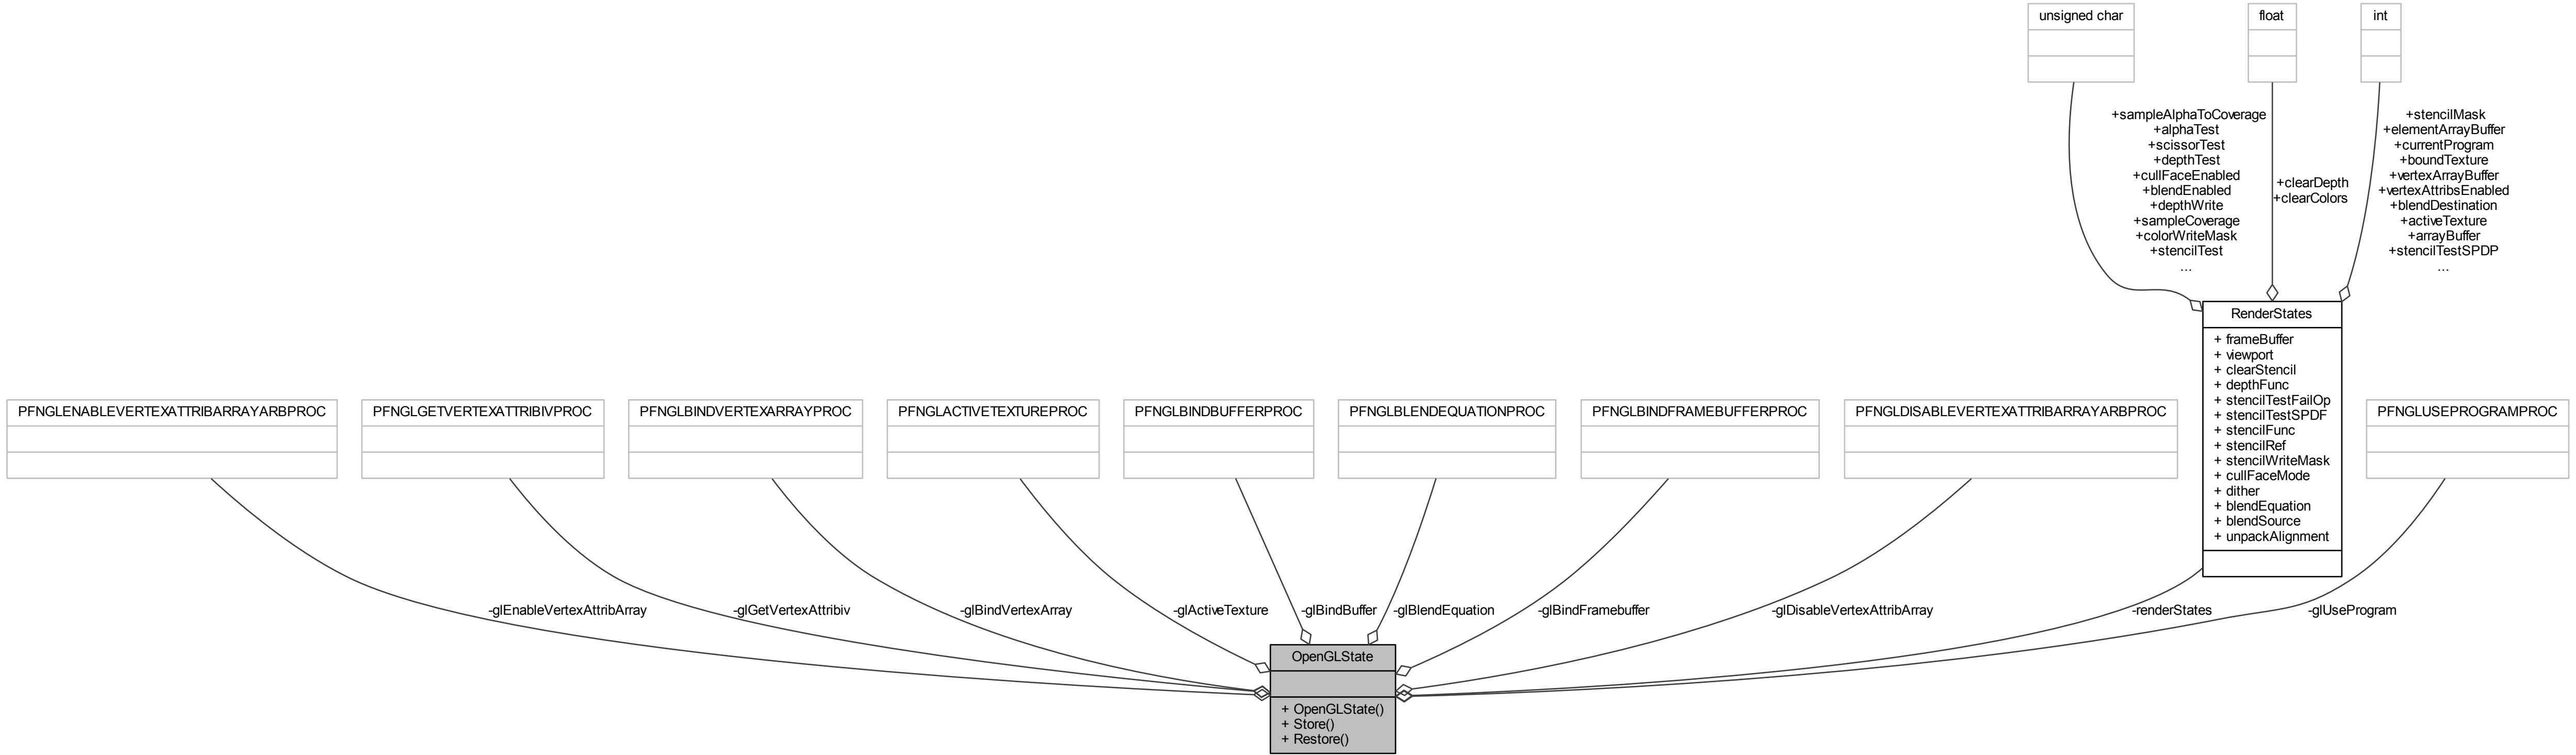 unsigned char
float
int
+sampleAlphaToCoverage
+alphaTest
+scissorTest
+depthTest
+cullFaceEnabled
+blendEnabled
+depthWrite
+sampleCoverage
+colorWriteMask
+stencilTest
...
+clearDepth
+clearColors
+stencilMask
+elementArrayBuffer
+currentProgram
+boundTexture
+vertexArrayBuffer
+vertexAttribsEnabled
+blendDestination
+activeTexture
+arrayBuffer
+stencilTestSPDP
...
RenderStates
+ frameBuffer
+ viewport
+ clearStencil
+ depthFunc
+ stencilTestFailOp
+ stencilTestSPDF
+ stencilFunc
+ stencilRef
+ stencilWriteMask
+ cullFaceMode
+ dither
+ blendEquation
+ blendSource
+ unpackAlignment
PFNGLENABLEVERTEXATTRIBARRAYARBPROC
PFNGLGETVERTEXATTRIBIVPROC
PFNGLBINDVERTEXARRAYPROC
PFNGLACTIVETEXTUREPROC
PFNGLBINDBUFFERPROC
PFNGLBLENDEQUATIONPROC
PFNGLBINDFRAMEBUFFERPROC
PFNGLDISABLEVERTEXATTRIBARRAYARBPROC
PFNGLUSEPROGRAMPROC
-glEnableVertexAttribArray
-glGetVertexAttribiv
-glBindVertexArray
-glActiveTexture
-glBindBuffer
-glBlendEquation
-glBindFramebuffer
-glDisableVertexAttribArray
-renderStates
-glUseProgram
OpenGLState
+ OpenGLState()
+ Store()
+ Restore()